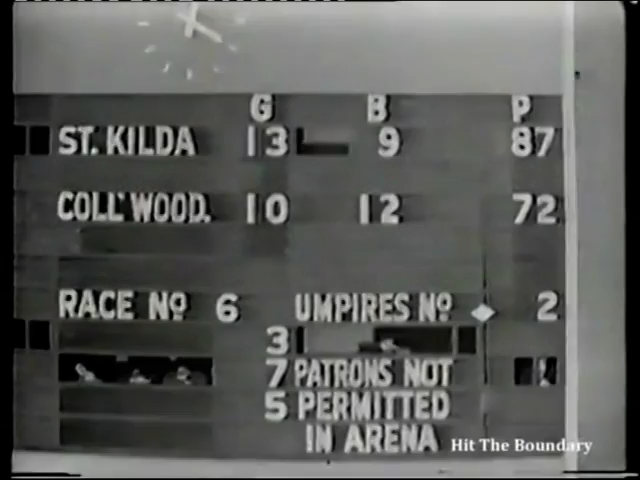 G B P
ST. KILDA 13 9 87
COLL'WOOD. 10 12 72
RACE Nº 6 UMPIRES Nº 2
3
7 PATRONS NOT
5 PERMITTED
IN ARENA
Hit The Boundary